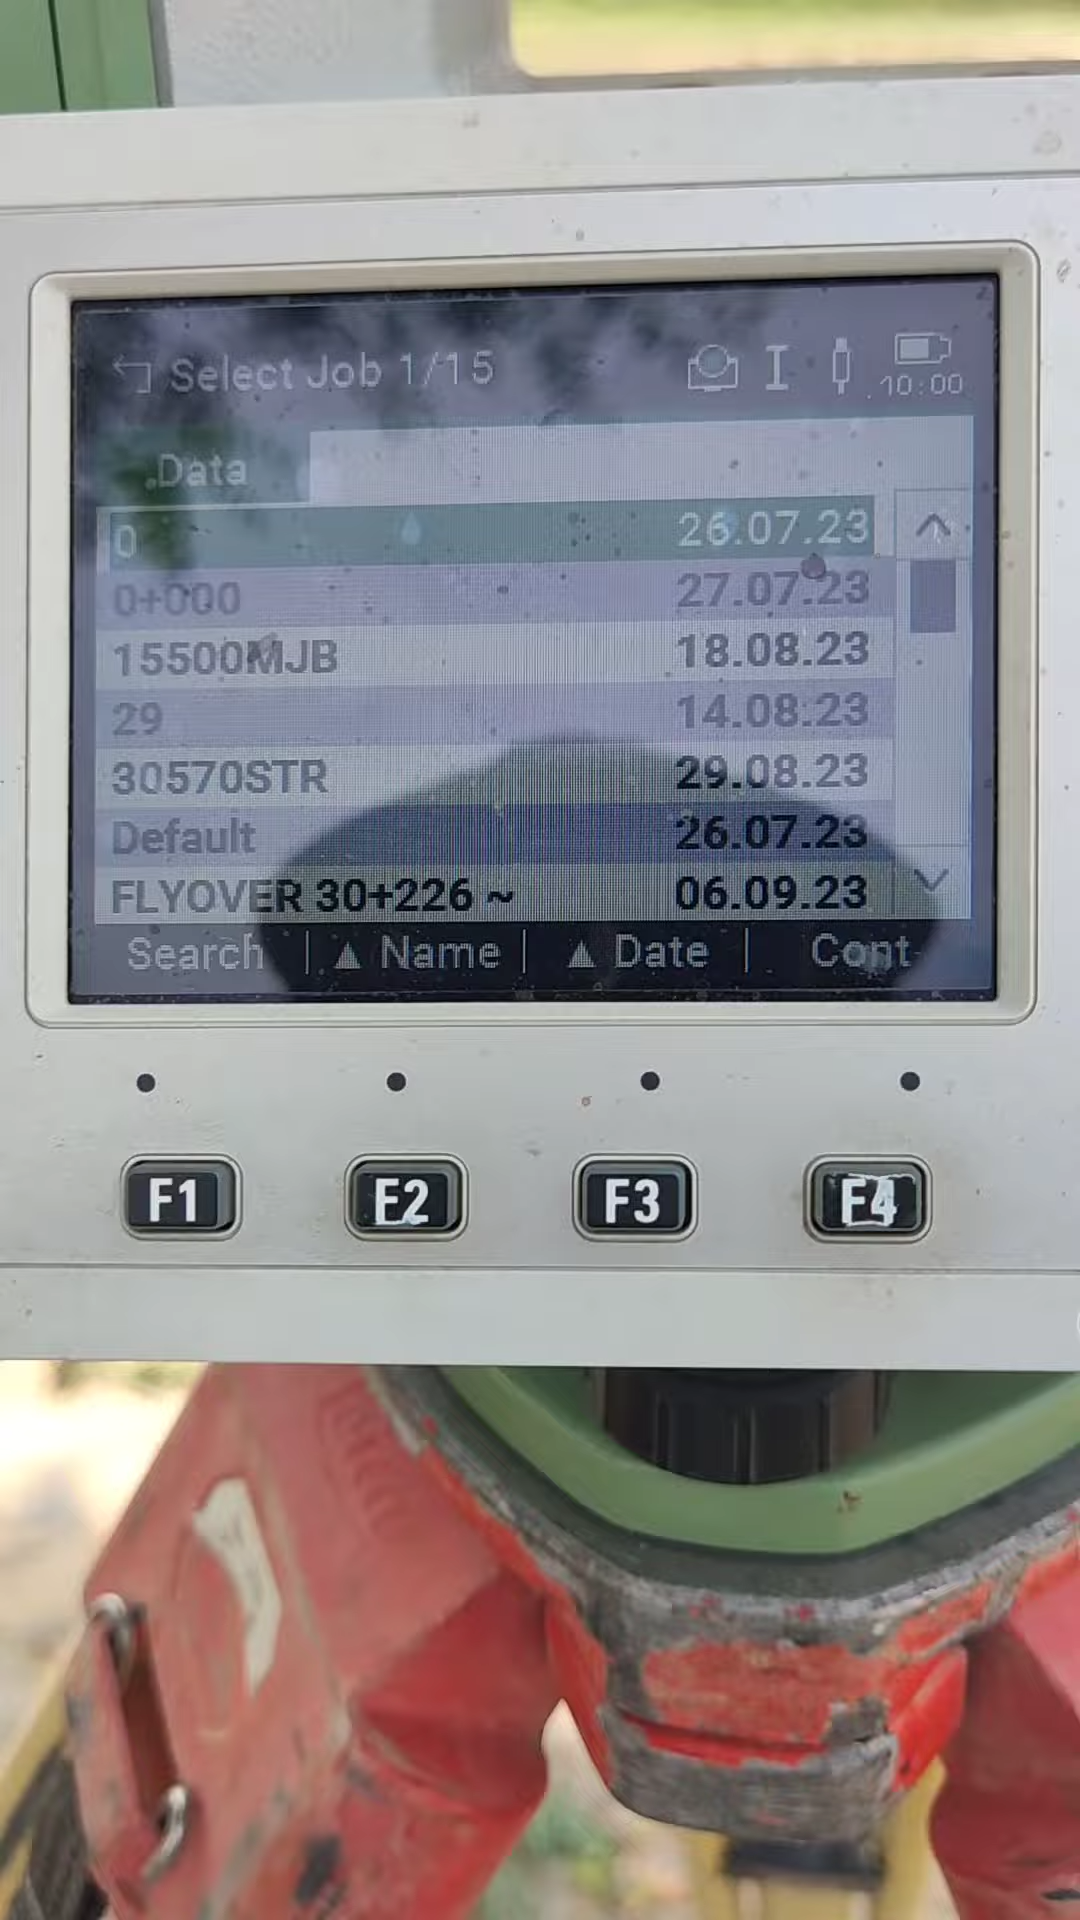 Select Job 1/15
I
10:00
Data
0 26.07.23
0+000 27.07.23
15500MJB 18.08.23
29 14.08.23
30570STR 29.08.23
Default 26.07.23
FLYOVER 30+226 ~ 06.09.23
Search | ▲ Name | ▲ Date | Cont
F1 F2 F3 F4